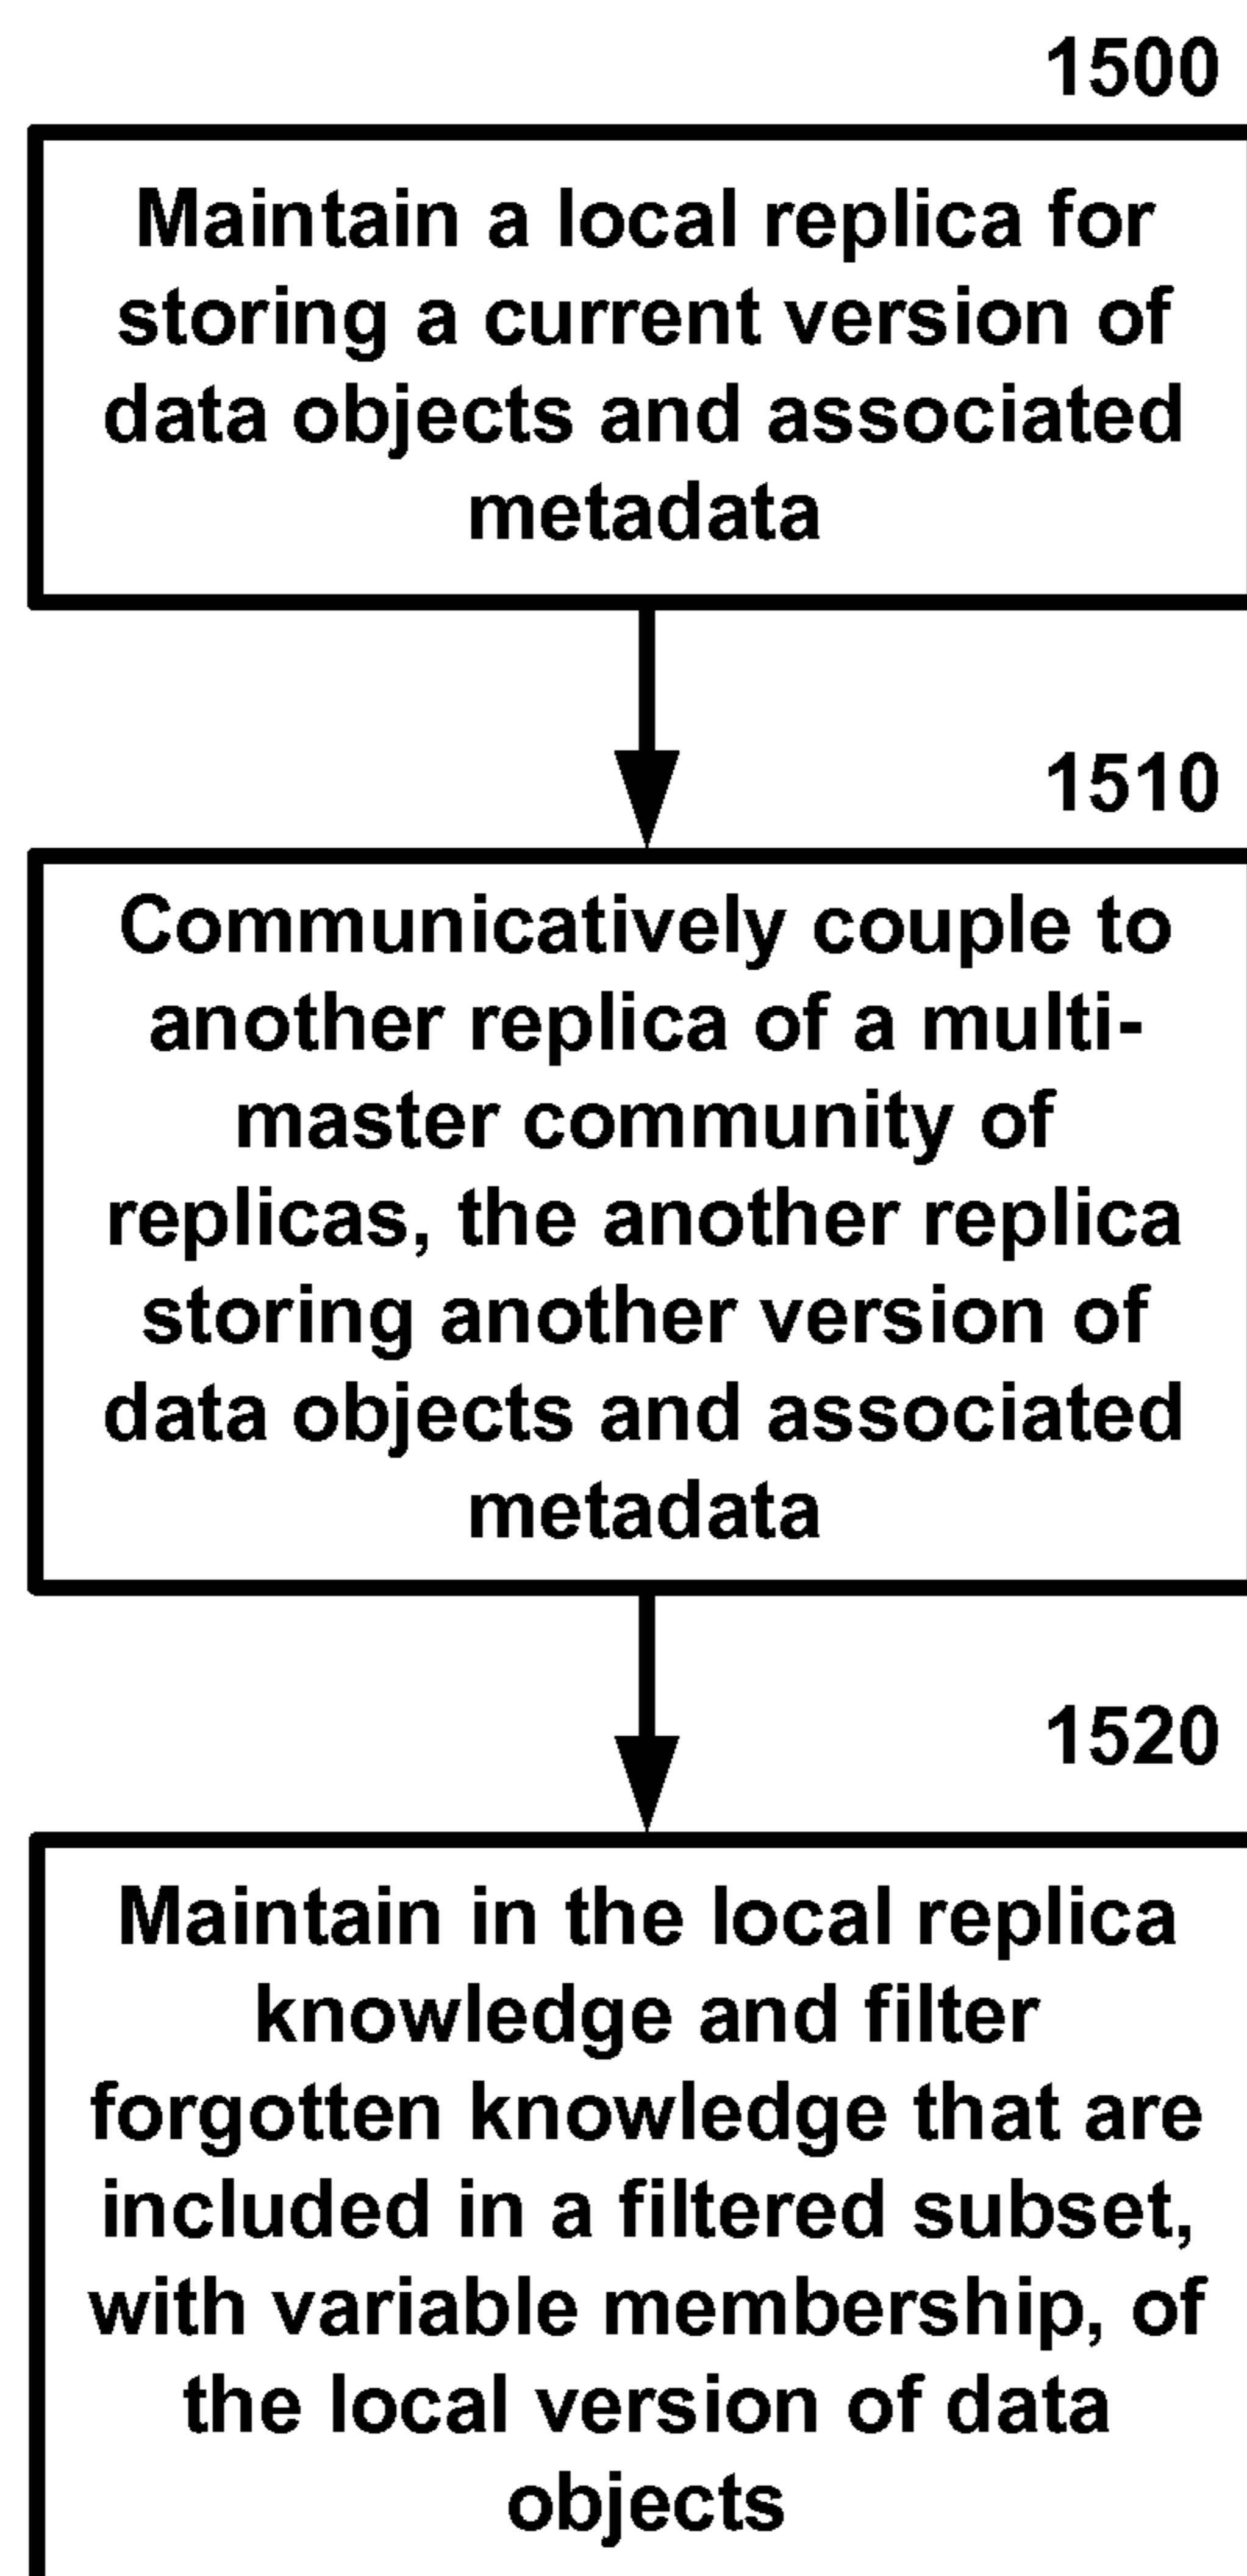 1500
Maintain a local replica for
storing a current version of
data objects and associated
metadata
1510
Communicatively couple to
another replica of a multi-
master community of
replicas, the another replica
storing another version of
data objects and associated
metadata
1520
Maintain in the local replica
knowledge and filter
forgotten knowledge that are
included in a filtered subset,
with variable membership, of
the local version of data
objects